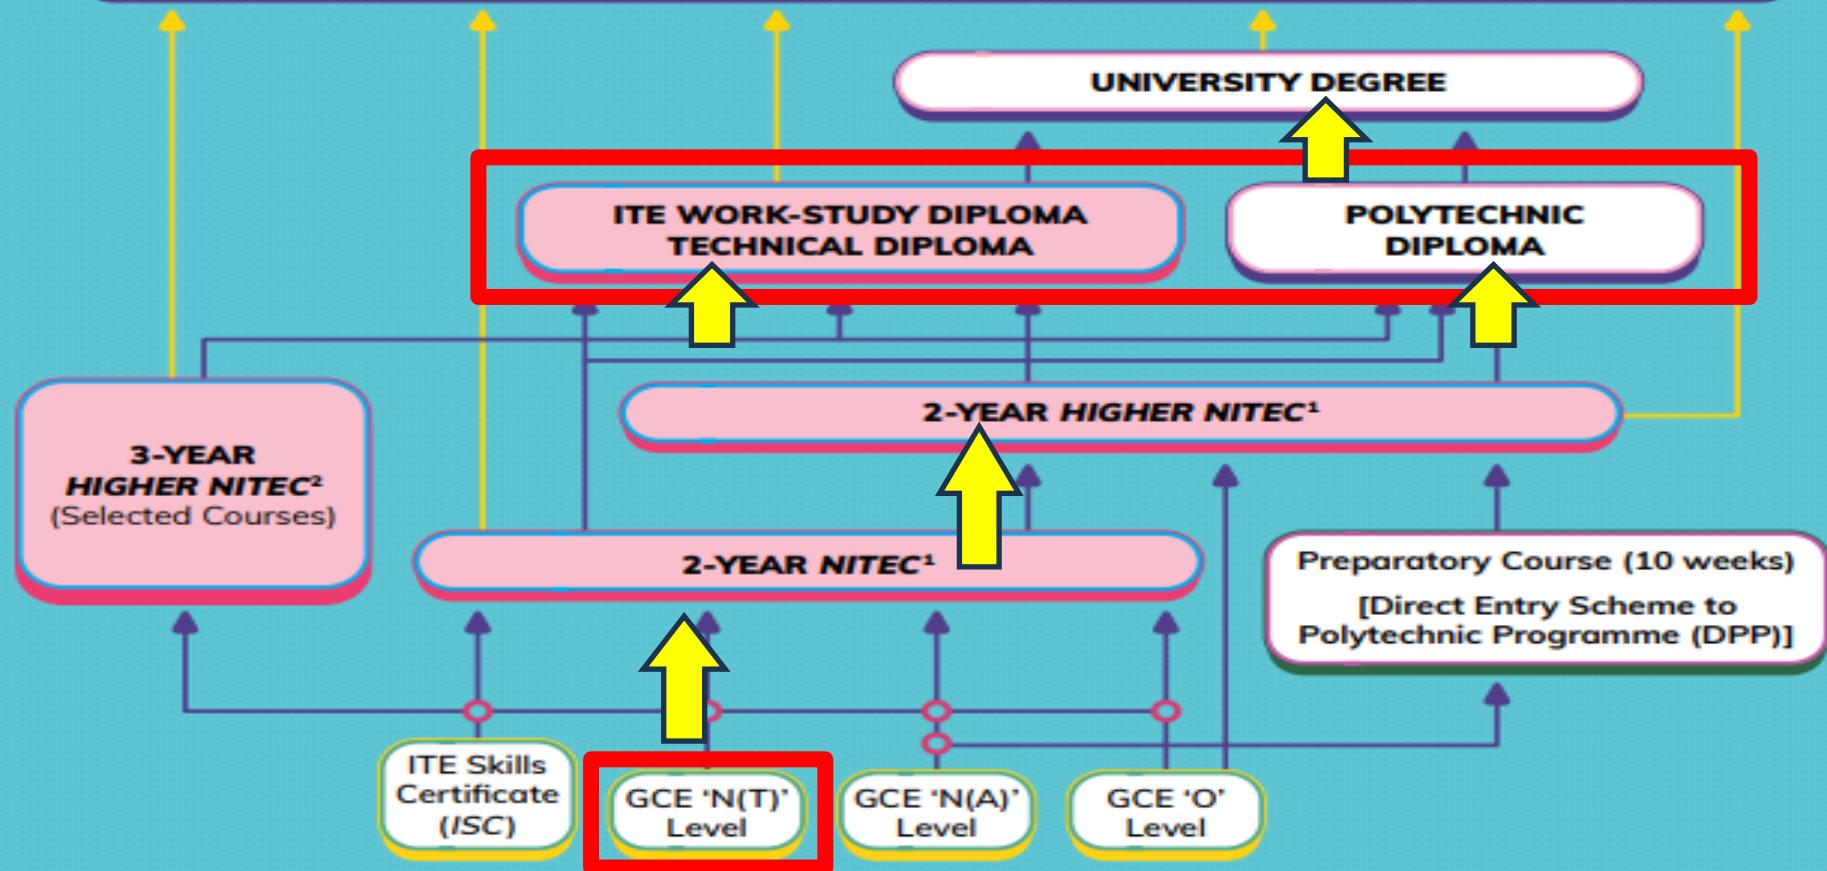 UNIVERSITY DEGREE
ITE WORK-STUDY DIPLOMA
TECHNICAL DIPLOMA
POLYTECHNIC
DIPLOMA
2-YEAR HIGHER NITEC¹
3-YEAR
HIGHER NITEC²
(Selected Courses)
2-YEAR NITEC¹
Preparatory Course (10 weeks)
[Direct Entry Scheme to
Polytechnic Programme (DPP)]
ITE Skills
Certificate
(ISC)
GCE ‘N(T)’
Level
GCE ‘N(A)’
Level
GCE ‘O’
Level